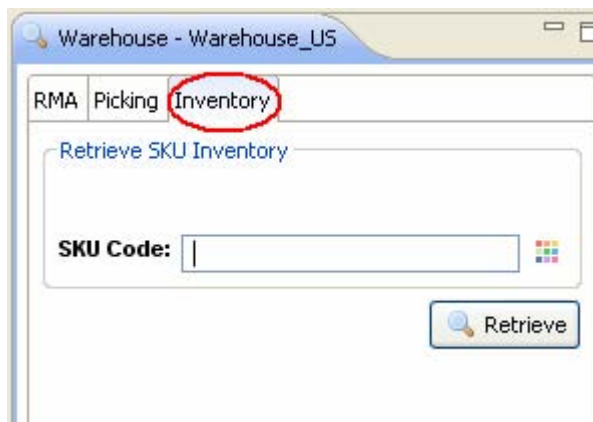 Warehouse - Warehouse_US
RMA Picking Inventory
Retrieve SKU Inventory
SKU Code:
Retrieve